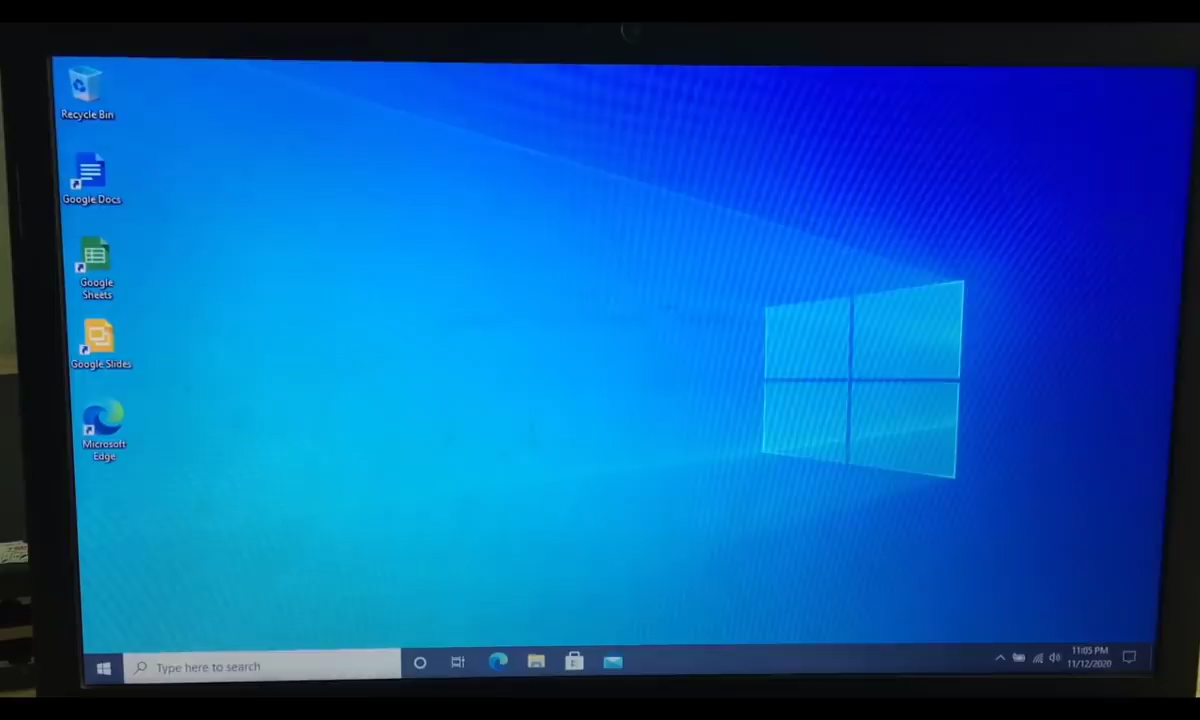 Recycle Bin
Google Docs
Google
Sheets
Google Slides
Microsoft
Edge
Type here to search
11:05 PM
11/12/2020